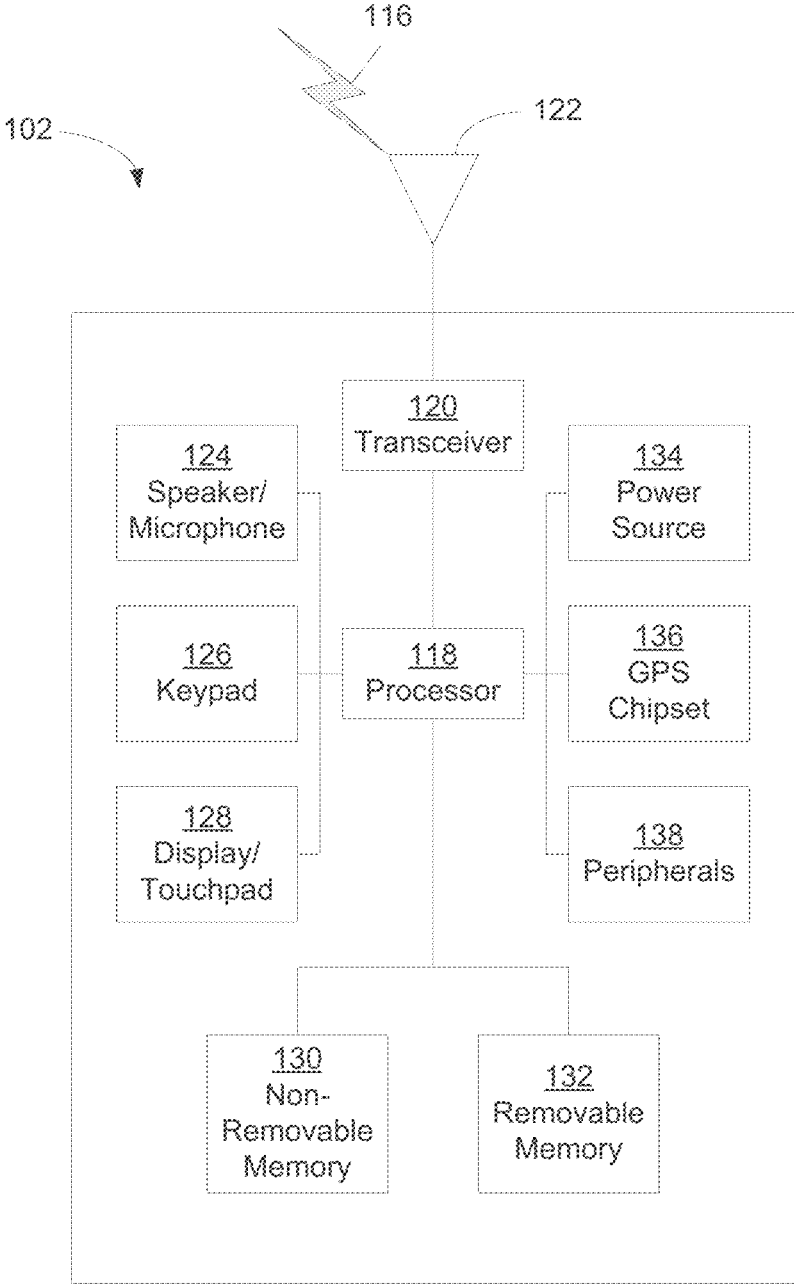 116
122
102
120
Transceiver
124
Speaker/
Microphone
134
Power
Source
126
Keypad
118
Processor
136
GPS
Chipset
128
Display/
Touchpad
138
Peripherals
130
Non-
Removable
Memory
132
Removable
Memory